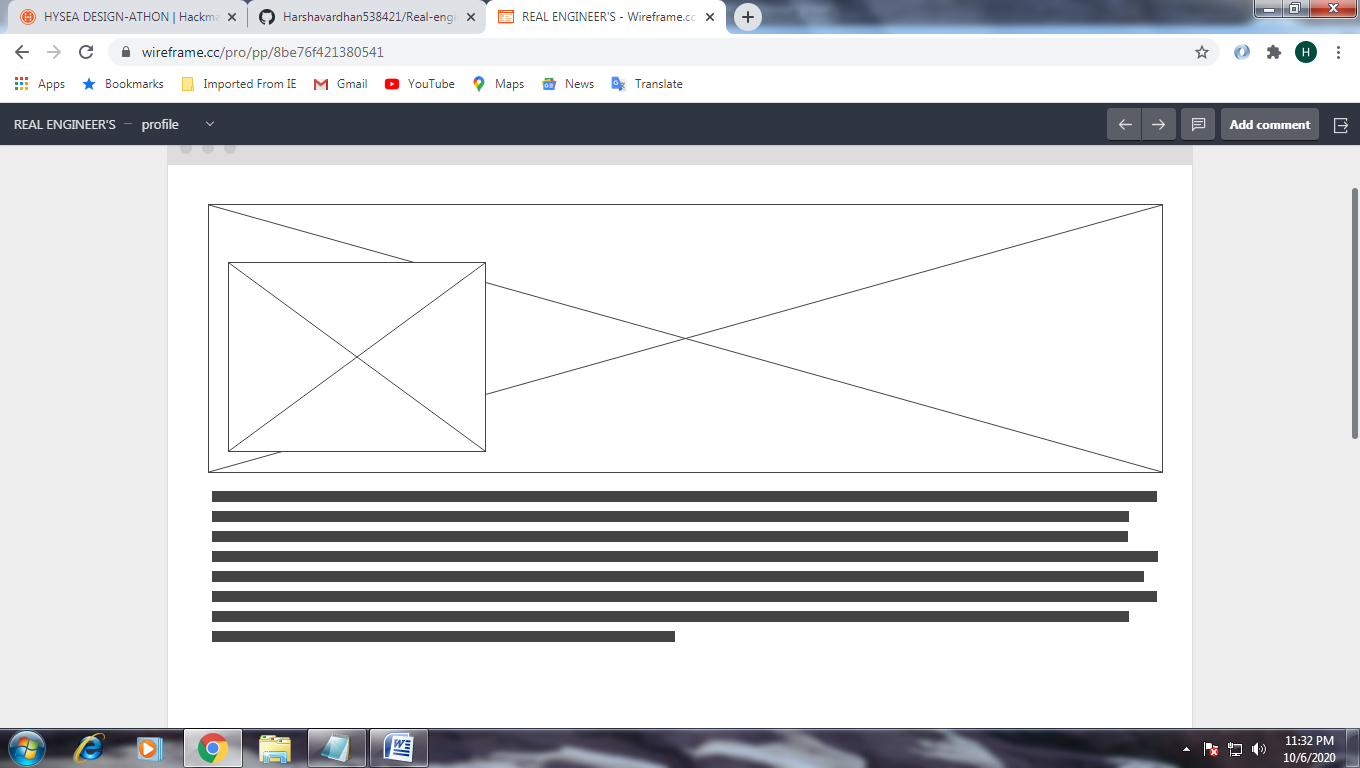 HYSEA DESIGN-ATHON | Hackma
Harshavardhan538421/Real-engi
REAL ENGINEER'S - Wireframe.cc
wireframe.cc/pro/pp/8be76f421380541
H
Apps Bookmarks Imported From IE Gmail YouTube Maps News Translate
REAL ENGINEER'S – profile
Add comment
11:32 PM
10/6/2020